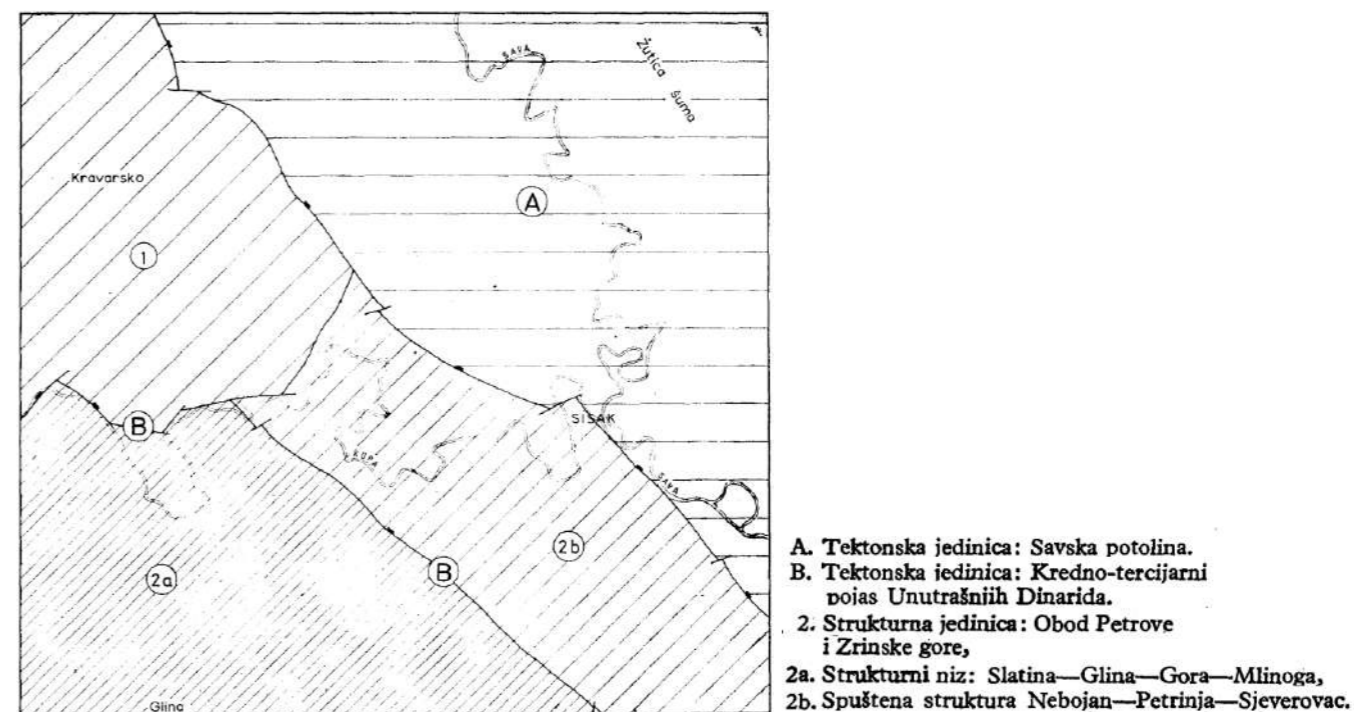 SAVA
Žutica
šuma
Kravarsko
A
1
B
SISAK
KUPA
SAVA
2b
B
2a
Glina
A. Tektonska jedinica: Savska potolina.
B. Tektonska jedinica: Kredno-tercijarni
pojas Unutrašnjih Dinarida.
2. Strukturna jedinica: Obod Petrove
i Zrinske gore,
2a. Strukturni niz: Slatina—Glina—Gora—Mlinoga,
2b. Spuštena struktura Nebojan—Petrinja—Sjeverovac.